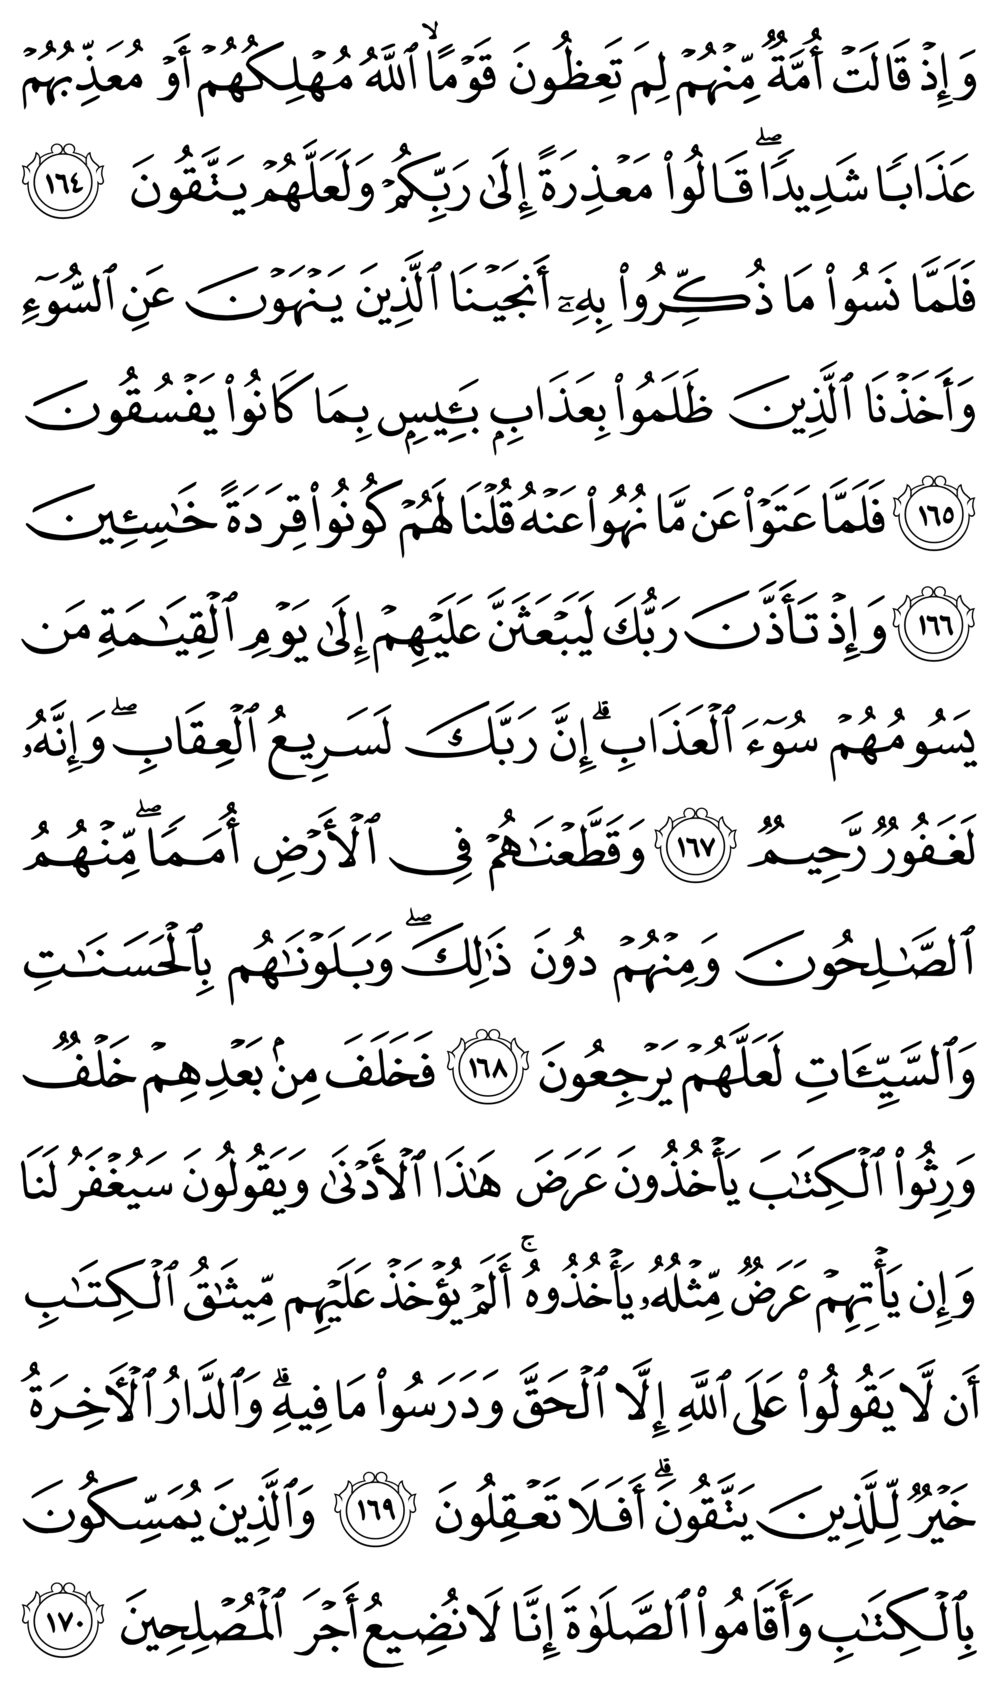 وَإِذۡ قَالَتۡ أُمَّةٞ مِّنۡهُمۡ لِمَ تَعِظُونَ قَوۡمًا ٱللَّهُ مُهۡلِكُهُمۡ أَوۡ مُعَذِّبُهُمۡ
عَذَابٗا شَدِيدٗاۖ قَالُواْ مَعۡذِرَةً إِلَىٰ رَبِّكُمۡ وَلَعَلَّهُمۡ يَتَّقُونَ ١٦٤
فَلَمَّا نَسُواْ مَا ذُكِّرُواْ بِهِۦٓ أَنجَيۡنَا ٱلَّذِينَ يَنۡهَوۡنَ عَنِ ٱلسُّوٓءِ
وَأَخَذۡنَا ٱلَّذِينَ ظَلَمُواْ بِعَذَابِۭ بَـِٔيسِۭ بِمَا كَانُواْ يَفۡسُقُونَ
١٦٥ فَلَمَّا عَتَوۡاْ عَن مَّا نُهُواْ عَنۡهُ قُلۡنَا لَهُمۡ كُونُواْ قِرَدَةً خَٰسِـِٔينَ
١٦٦ وَإِذۡ تَأَذَّنَ رَبُّكَ لَيَبۡعَثَنَّ عَلَيۡهِمۡ إِلَىٰ يَوۡمِ ٱلۡقِيَٰمَةِ مَن
يَسُومُهُمۡ سُوٓءَ ٱلۡعَذَابِۗ إِنَّ رَبَّكَ لَسَرِيعُ ٱلۡعِقَابِۖ وَإِنَّهُۥ
لَغَفُورٞ رَّحِيمٞ ١٦٧ وَقَطَّعۡنَٰهُمۡ فِي ٱلۡأَرۡضِ أُمَمٗاۖ مِّنۡهُمُ
ٱلصَّٰلِحُونَ وَمِنۡهُمۡ دُونَ ذَٰلِكَۖ وَبَلَوۡنَٰهُم بِٱلۡحَسَنَٰتِ
وَٱلسَّيِّـَٔاتِ لَعَلَّهُمۡ يَرۡجِعُونَ ١٦٨ فَخَلَفَ مِنۢ بَعۡدِهِمۡ خَلۡفٞ
وَرِثُواْ ٱلۡكِتَٰبَ يَأۡخُذُونَ عَرَضَ هَٰذَا ٱلۡأَدۡنَىٰ وَيَقُولُونَ سَيُغۡفَرُ لَنَا
وَإِن يَأۡتِهِمۡ عَرَضٞ مِّثۡلُهُۥ يَأۡخُذُوهُۚ أَلَمۡ يُؤۡخَذۡ عَلَيۡهِم مِّيثَٰقُ ٱلۡكِتَٰبِ
أَن لَّا يَقُولُواْ عَلَى ٱللَّهِ إِلَّا ٱلۡحَقَّ وَدَرَسُواْ مَا فِيهِۗ وَٱلدَّارُ ٱلۡأٓخِرَةُ
خَيۡرٞ لِّلَّذِينَ يَتَّقُونَۗ أَفَلَا تَعۡقِلُونَ ١٦٩ وَٱلَّذِينَ يُمَسِّكُونَ
بِٱلۡكِتَٰبِ وَأَقَامُواْ ٱلصَّلَوٰةَ إِنَّا لَا نُضِيعُ أَجۡرَ ٱلۡمُصۡلِحِينَ ١٧٠